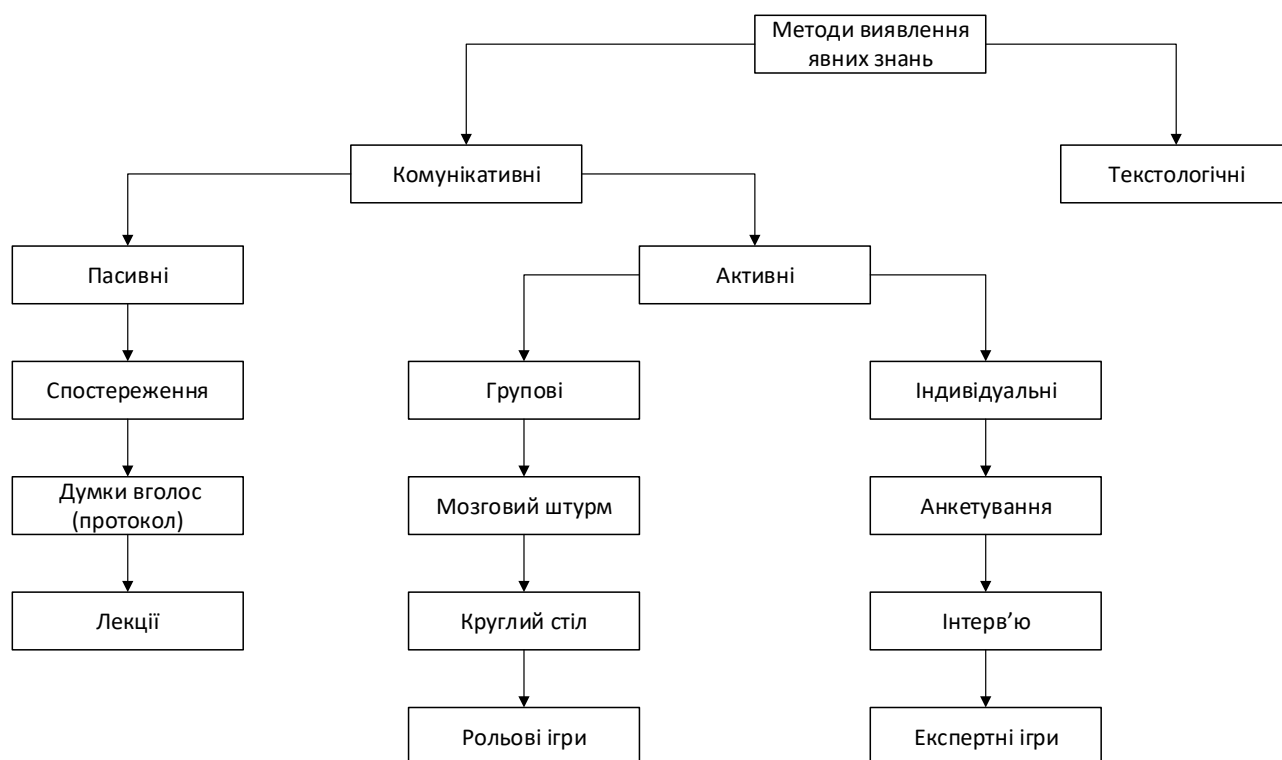 Методи виявлення
явних знань
Комунікативні
Текстологічні
Пасивні
Активні
Спостереження
Групові
Індивідуальні
Думки вголос
(протокол)
Мозговий штурм
Анкетування
Лекції
Круглий стіл
Інтерв’ю
Рольові ігри
Експертні ігри